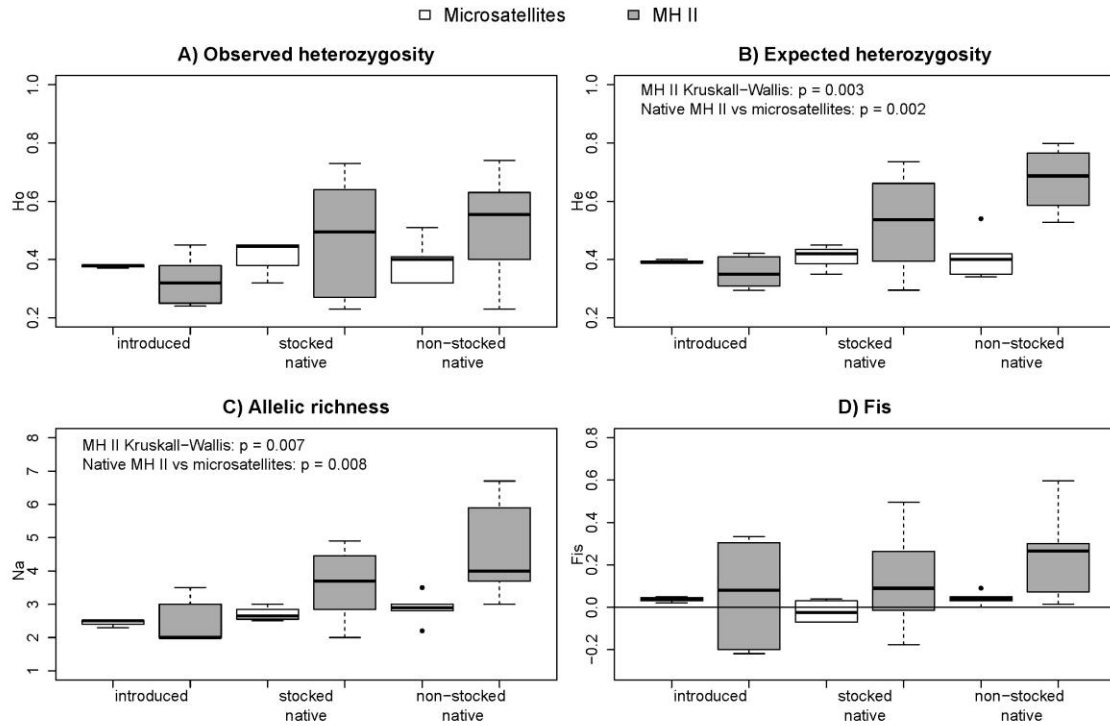 Microsatellites MH II
A) Observed heterozygosity
Ho
1.0
0.8
0.6
0.4
0.2
introduced stocked non-stocked
native native
B) Expected heterozygosity
MH II Kruskall-Wallis: p = 0.003
Native MH II vs microsatellites: p = 0.002
He
1.0
0.8
0.6
0.4
0.2
introduced stocked non-stocked
native native
C) Allelic richness
MH II Kruskall-Wallis: p = 0.007
Native MH II vs microsatellites: p = 0.008
Na
8
7
6
5
4
3
2
1
introduced stocked non-stocked
native native
D) Fis
Fis
0.8
0.6
0.4
0.2
0.0
-0.2
introduced stocked non-stocked
native native